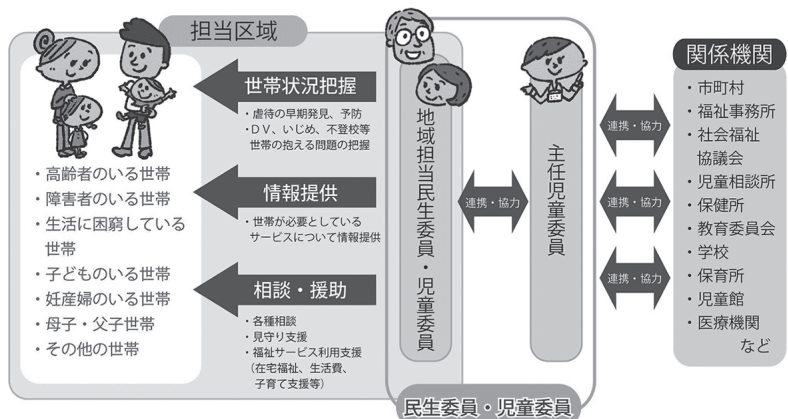 担当区域
・高齢者のいる世帯
・障害者のいる世帯
・生活に困窮している
世帯
・子どものいる世帯
・妊産婦のいる世帯
・母子・父子世帯
・その他の世帯
世帯状況把握
・虐待の早期発見、予防
・ＤＶ、いじめ、不登校等
世帯の抱える問題の把握
情報提供
・世帯が必要としている
サービスについて情報提供
相談・援助
・各種相談
・見守り支援
・福祉サービス利用支援
（在宅福祉、生活費、
子育て支援等）
地域担当民生委員・児童委員
連携・協力
主任児童委員
民生委員・児童委員
連携・協力
連携・協力
連携・協力
関係機関
・市町村
・福祉事務所
・社会福祉
協議会
・児童相談所
・保健所
・教育委員会
・学校
・保育所
・児童館
・医療機関
など